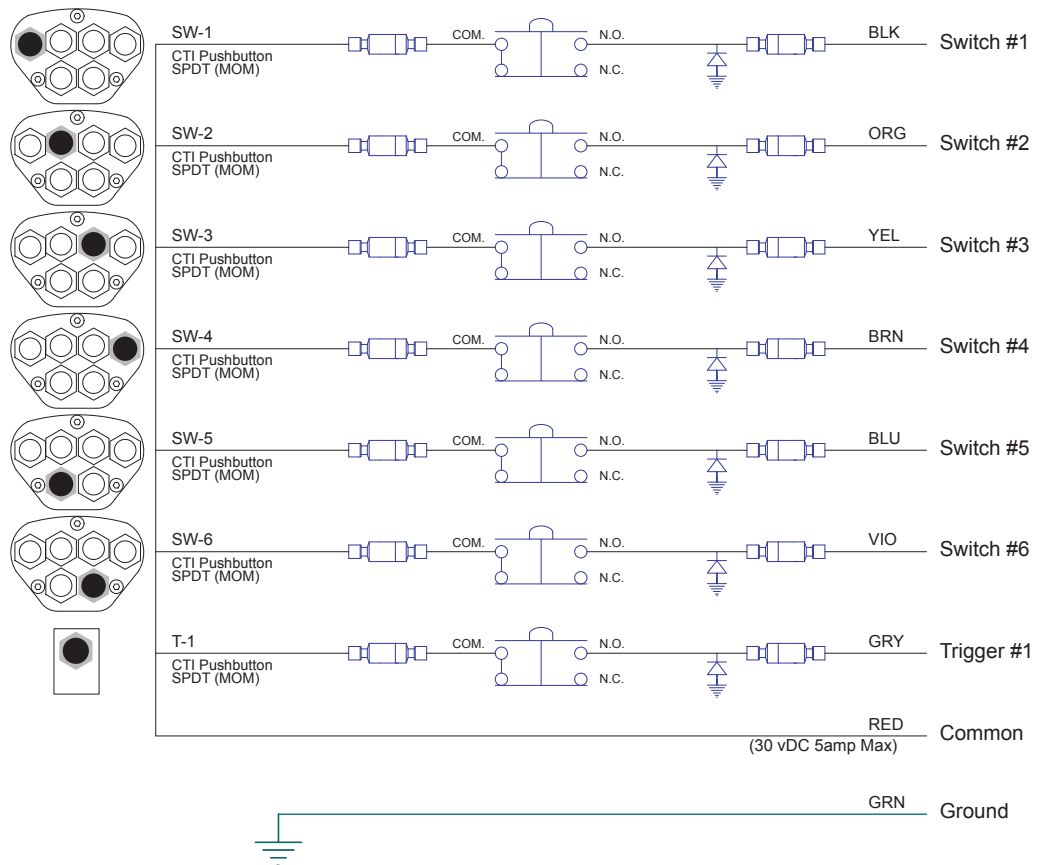 SW-1 COM. N.O. BLK Switch #1
CTI Pushbutton
SPDT (MOM) N.C.
SW-2 COM. N.O. ORG Switch #2
CTI Pushbutton
SPDT (MOM) N.C.
SW-3 COM. N.O. YEL Switch #3
CTI Pushbutton
SPDT (MOM) N.C.
SW-4 COM. N.O. BRN Switch #4
CTI Pushbutton
SPDT (MOM) N.C.
SW-5 COM. N.O. BLU Switch #5
CTI Pushbutton
SPDT (MOM) N.C.
SW-6 COM. N.O. VIO Switch #6
CTI Pushbutton
SPDT (MOM) N.C.
T-1 COM. N.O. GRY Trigger #1
CTI Pushbutton
SPDT (MOM) N.C.
RED Common
(30 vDC 5amp Max)
GRN Ground